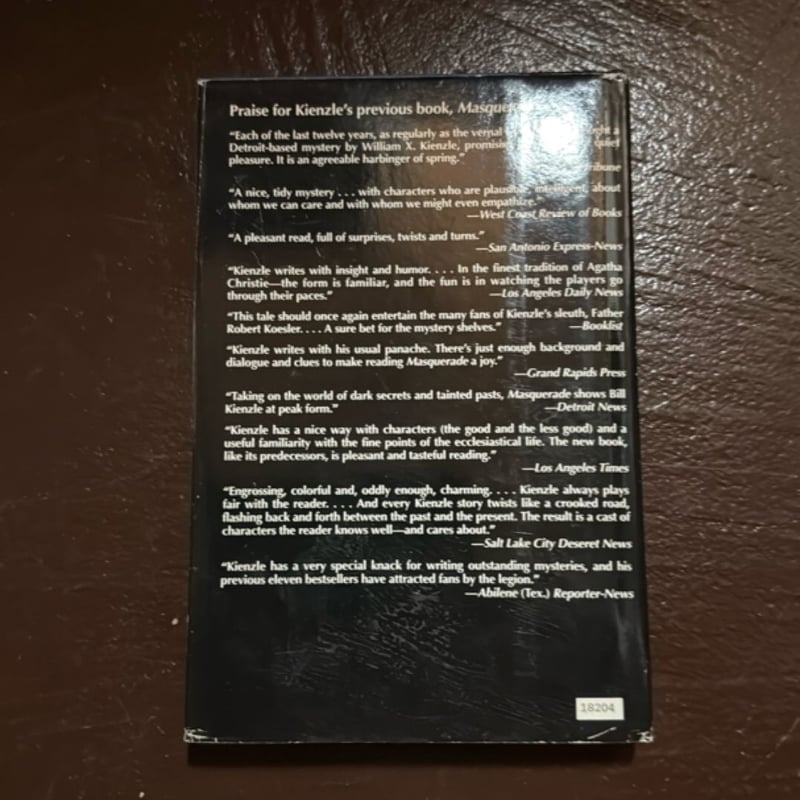 Praise for Kienzle's previous book, Masque
"Each of the last twelve years, as regularly as the vernal
Detroit-based mystery by William X. Kienzle, promising quiet
pleasure. It is an agreeable harbinger of spring."
"A nice, tidy mystery . . . with characters who are plausible, intelligent, about
whom we can care and with whom we might even empathize."
—West Coast Review of Books
"A pleasant read, full of surprises, twists and turns."
—San Antonio Express-News
"Kienzle writes with insight and humor. . . . In the finest tradition of Agatha
Christie—the form is familiar, and the fun is in watching the players go
through their paces." —Los Angeles Daily News
"This tale should once again entertain the many fans of Kienzle's sleuth, Father
Robert Koesler. . . . A sure bet for the mystery shelves." —Booklist
"Kienzle writes with his usual panache. There's just enough background and
dialogue and clues to make reading Masquerade a joy."
—Grand Rapids Press
"Taking on the world of dark secrets and tainted pasts, Masquerade shows Bill
Kienzle at peak form." —Detroit News
"Kienzle has a nice way with characters (the good and the less good) and a
useful familiarity with the fine points of the ecclesiastical life. The new book,
like its predecessors, is pleasant and tasteful reading."
—Los Angeles Times
"Engrossing, colorful and, oddly enough, charming. . . . Kienzle always plays
fair with the reader. . . . And every Kienzle story twists like a crooked road,
flashing back and forth between the past and the present. The result is a cast of
characters the reader knows well—and cares about."
—Salt Lake City Deseret News
"Kienzle has a very special knack for writing outstanding mysteries, and his
previous eleven bestsellers have attracted fans by the legion."
—Abilene (Tex.) Reporter-News
18204